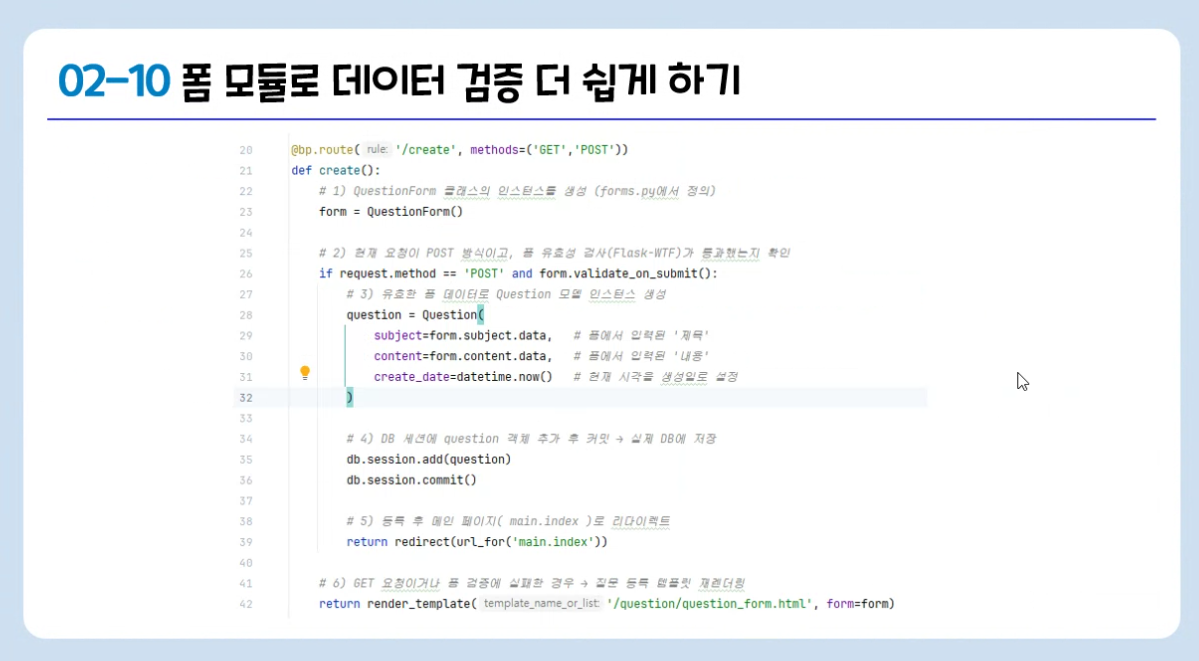 02-10 폼 모듈로 데이터 검증 더 쉽게 하기
20 @bp.route( rule: '/create', methods=('GET','POST'))
21 def create():
22 # 1) QuestionForm 클래스의 인스턴스를 생성 (forms.py에서 정의)
23 form = QuestionForm()
24
25 # 2) 현재 요청이 POST 방식이고, 폼 유효성 검사(Flask-WTF)가 통과했는지 확인
26 if request.method == 'POST' and form.validate_on_submit():
27 # 3) 유효한 폼 데이터로 Question 모델 인스턴스 생성
28 question = Question(
29 subject=form.subject.data, # 폼에서 입력된 '제목'
30 content=form.content.data, # 폼에서 입력된 '내용'
31 create_date=datetime.now() # 현재 시각을 생성일로 설정
32 )
33
34 # 4) DB 세션에 question 객체 추가 후 커밋 → 실제 DB에 저장
35 db.session.add(question)
36 db.session.commit()
37
38 # 5) 등록 후 메인 페이지( main.index )로 리다이렉트
39 return redirect(url_for('main.index'))
40
41 # 6) GET 요청이거나 폼 검증에 실패한 경우 → 질문 등록 템플릿 재렌더링
42 return render_template( template_name_or_list: '/question/question_form.html', form=form)